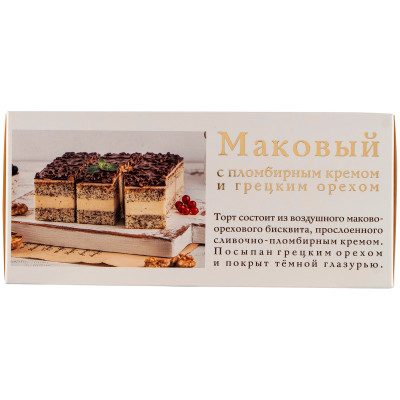 Маковый
с пломбирным кремом
и грецким орехом
Торт состоит из воздушного маково-
орехового бисквита, прослоенного
сливочно-пломбирным кремом.
Посыпан грецким орехом
и покрыт тёмной глазурью.